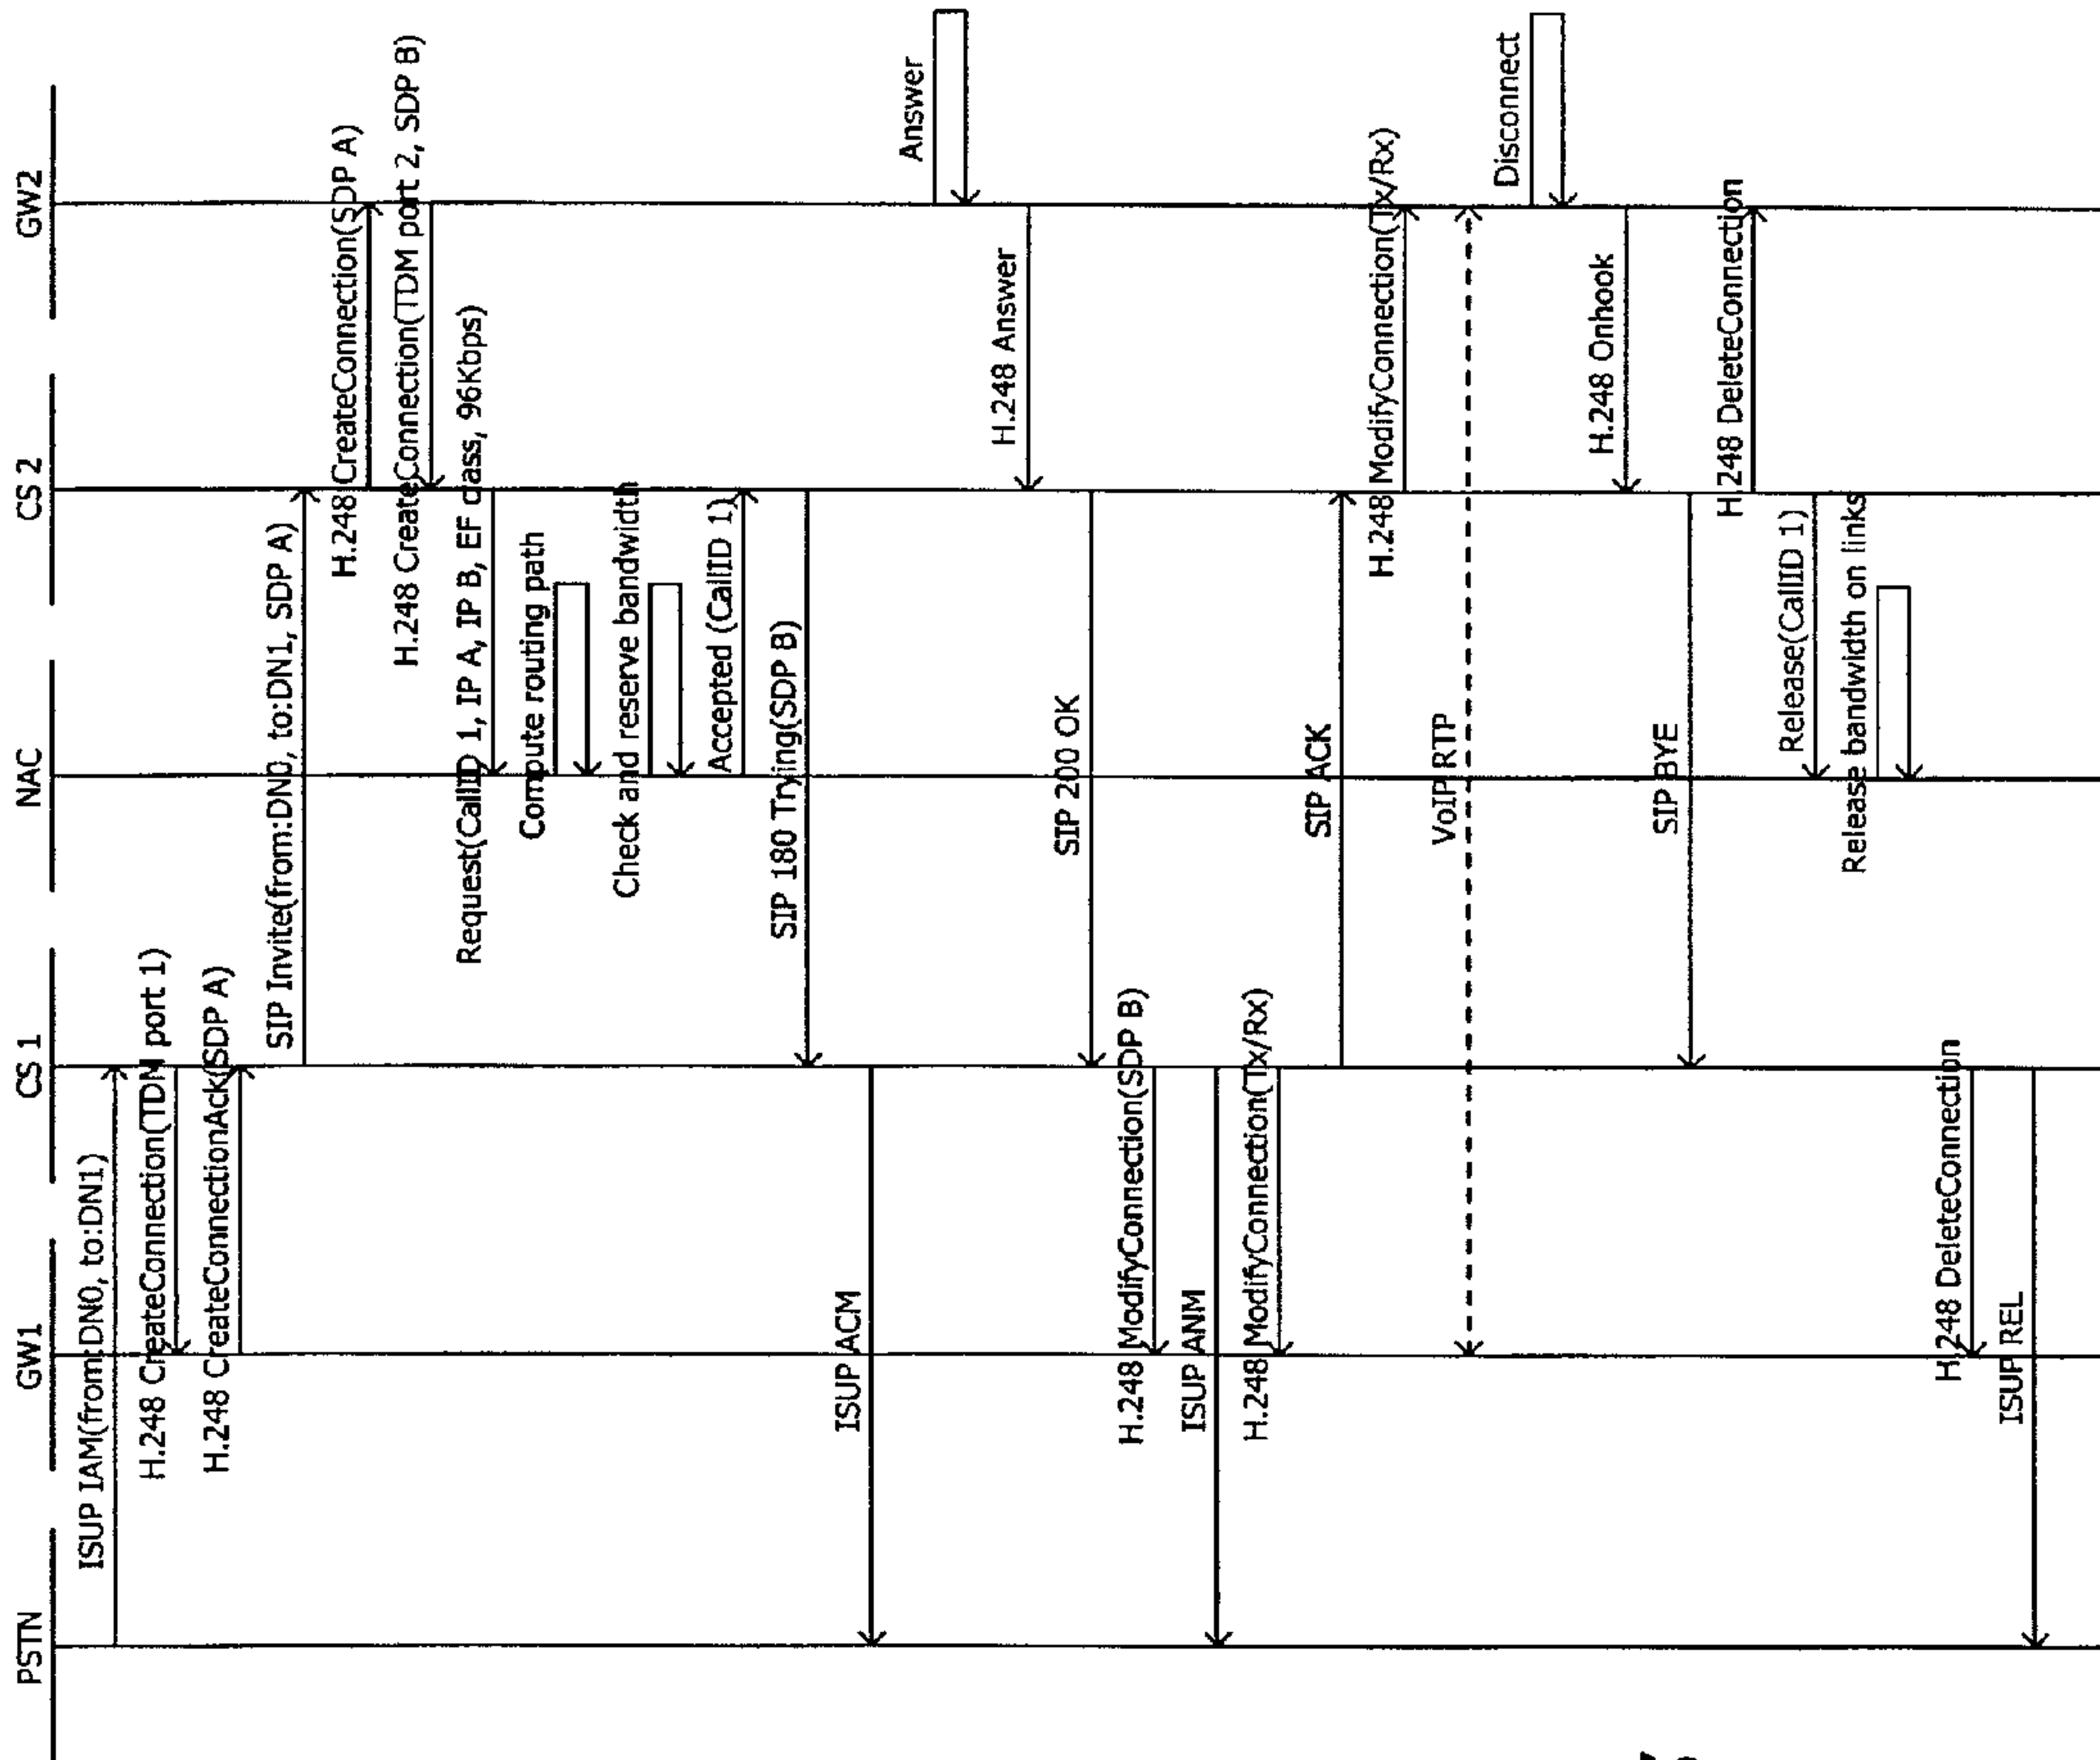 PSTN
GW1
CS 1
NAC
CS 2
GW2
ISUP IAM(from:DN0, to:DN1)
H.248 CreateConnection(TDM port 1)
H.248 CreateConnectionAck(SDP A)
SIP Invite(from:DN0, to:DN1, SDP A)
H.248 CreateConnection(SDP A)
H.248 CreateConnection(TDM port 2, SDP B)
Request(CallID 1, IP A, IP B, EF class, 96Kbps)
Compute routing path
Check and reserve bandwidth
Accepted (CallID 1)
SIP 180 Trying(SDP B)
ISUP ACM
Answer
H.248 Answer
SIP 200 OK
H.248 ModifyConnection(SDP B)
ISUP ANM
H.248 ModifyConnection(Tx/Rx)
SIP ACK
H.248 ModifyConnection(Tx/Rx)
VoIP RTP
Disconnect
H.248 Onhook
SIP BYE
H.248 DeleteConnection
Release(CallID 1)
Release bandwidth on links
H.248 DeleteConnection
ISUP REL